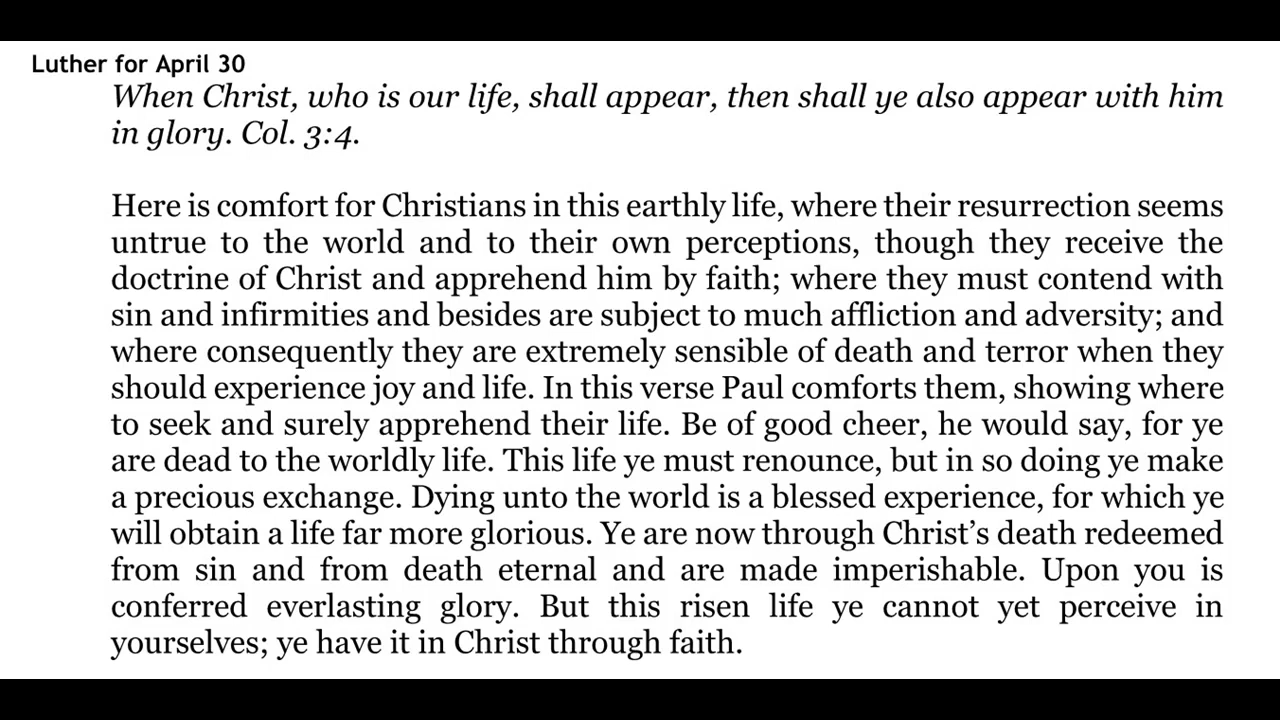 Luther for April 30
When Christ, who is our life, shall appear, then shall ye also appear with him
in glory. Col. 3:4.
Here is comfort for Christians in this earthly life, where their resurrection seems
untrue to the world and to their own perceptions, though they receive the
doctrine of Christ and apprehend him by faith; where they must contend with
sin and infirmities and besides are subject to much affliction and adversity; and
where consequently they are extremely sensible of death and terror when they
should experience joy and life. In this verse Paul comforts them, showing where
to seek and surely apprehend their life. Be of good cheer, he would say, for ye
are dead to the worldly life. This life ye must renounce, but in so doing ye make
a precious exchange. Dying unto the world is a blessed experience, for which ye
will obtain a life far more glorious. Ye are now through Christ’s death redeemed
from sin and from death eternal and are made imperishable. Upon you is
conferred everlasting glory. But this risen life ye cannot yet perceive in
yourselves; ye have it in Christ through faith.